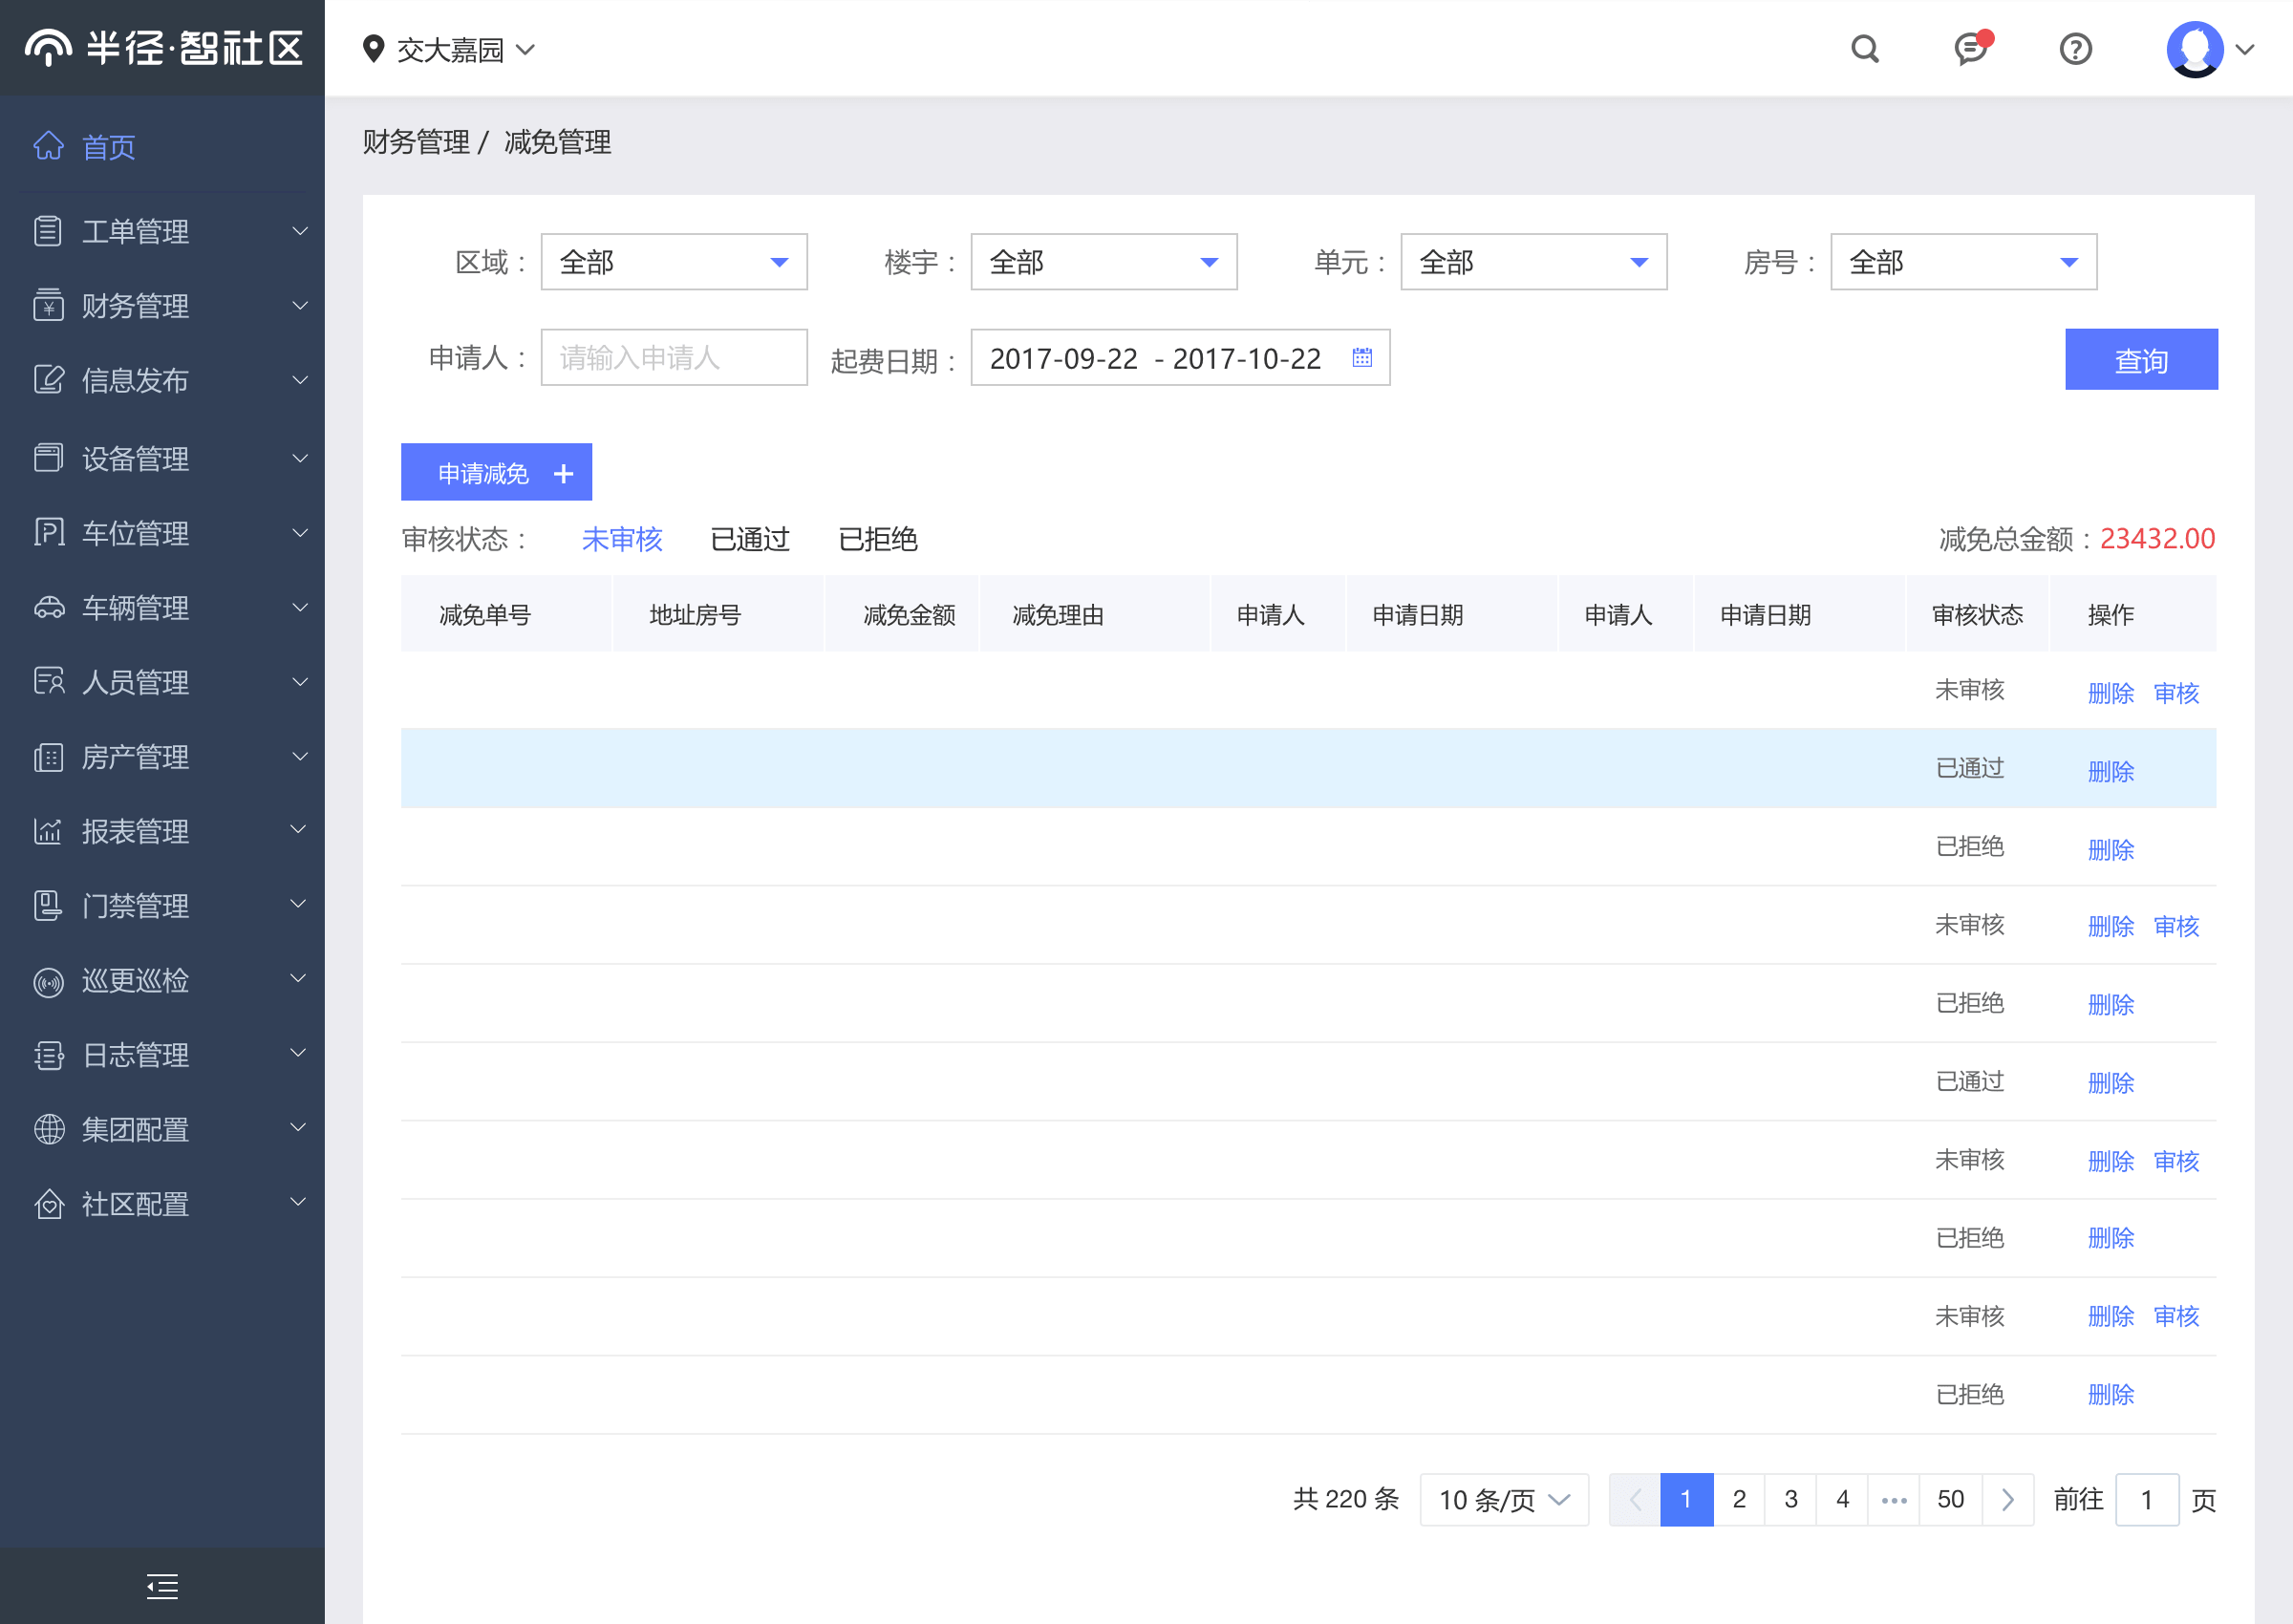 半径·智社区
交大嘉园
首页
工单管理
财务管理
信息发布
设备管理
车位管理
车辆管理
人员管理
房产管理
报表管理
门禁管理
巡更巡检
日志管理
集团配置
社区配置
财务管理 / 减免管理
区域： 全部 楼宇： 全部 单元： 全部 房号： 全部
申请人： 请输入申请人 起费日期： 2017-09-22 - 2017-10-22 查询
申请减免 +
审核状态： 未审核 已通过 已拒绝 减免总金额：23432.00
减免单号 地址房号 减免金额 减免理由 申请人 申请日期 申请人 申请日期 审核状态 操作
未审核 删除 审核
已通过 删除
已拒绝 删除
未审核 删除 审核
已拒绝 删除
已通过 删除
未审核 删除 审核
已拒绝 删除
未审核 删除 审核
已拒绝 删除
共 220 条 10 条/页 1 2 3 4 ••• 50 前往 1 页